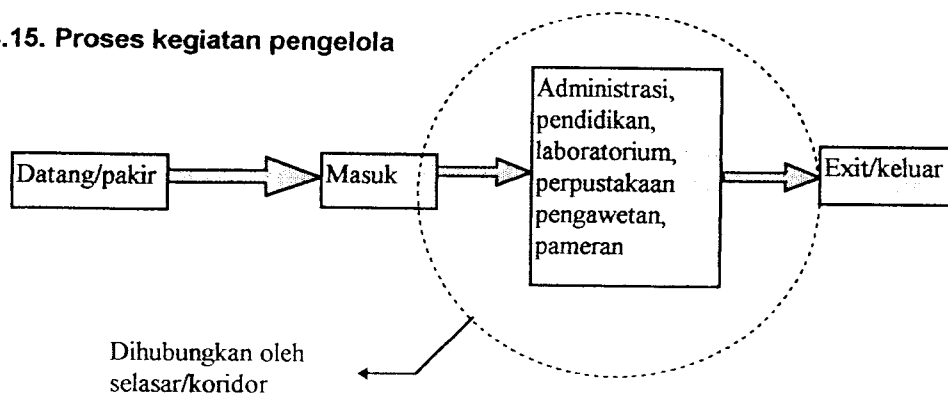 .15. Proses kegiatan pengelola
Datang/pakir
Masuk
Administrasi,
pendidikan,
laboratorium,
perpustakaan
pengawetan,
pameran
Exit/keluar
Dihubungkan oleh
selasar/koridor